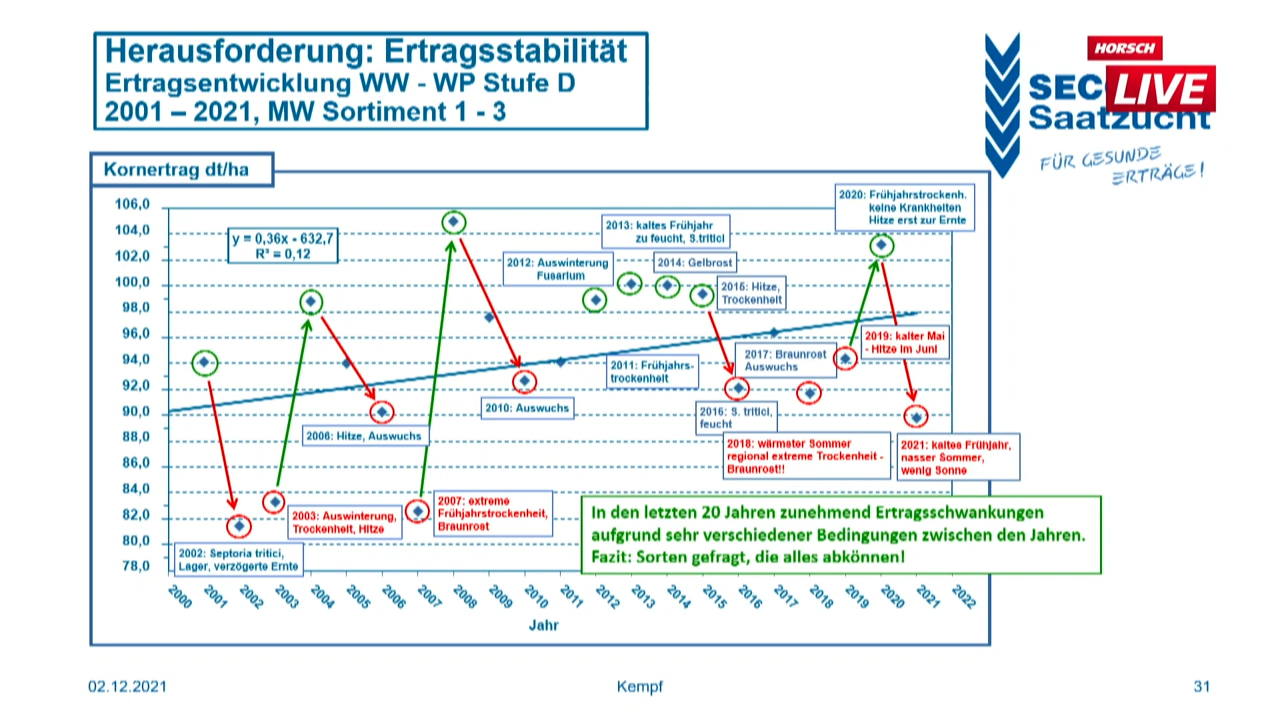 Herausforderung: Ertragsstabilität
Ertragsentwicklung WW - WP Stufe D
2001 – 2021, MW Sortiment 1 - 3
HORSCH
LIVE
SEC
Saatzucht
FÜR GESUNDE
ERTRÄGE!
Kornertrag dt/ha
106,0
104,0
102,0
100,0
98,0
96,0
94,0
92,0
90,0
88,0
86,0
84,0
82,0
80,0
78,0
y = 0,36x - 632,7
R² = 0,12
2002: Septoria tritici,
Lager, verzögerte Ernte
2003: Auswinterung,
Trockenheit, Hitze
2006: Hitze, Auswuchs
2007: extreme
Frühjahrstrockenheit,
Braunrost
2010: Auswuchs
2012: Auswinterung
Fusarium
2013: kaltes Frühjahr
zu feucht, S.tritici
2014: Gelbrost
2015: Hitze,
Trockenheit
2011: Frühjahrs-
trockenheit
2017: Braunrost
Auswuchs
2016: S. tritici,
feucht
2018: wärmster Sommer
regional extreme Trockenheit -
Braunrost!!
2020: Frühjahrstrockenh.
keine Krankheiten
Hitze erst zur Ernte
2019: kalter Mai
- Hitze im Juni
2021: kaltes Frühjahr,
nasser Sommer,
wenig Sonne
In den letzten 20 Jahren zunehmend Ertragsschwankungen
aufgrund sehr verschiedener Bedingungen zwischen den Jahren.
Fazit: Sorten gefragt, die alles abkönnen!
2000
2001
2002
2003
2004
2005
2006
2007
2008
2009
2010
2011
2012
2013
2014
2015
2016
2017
2018
2019
2020
2021
2022
Jahr
02.12.2021
Kempf
31